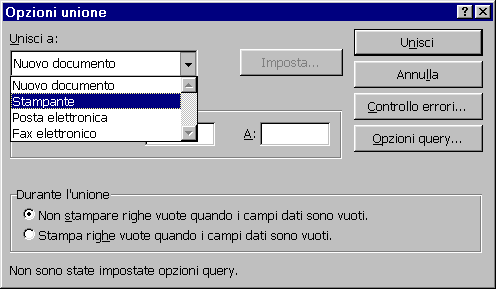 Opzioni unione
Unisci a:
Nuovo documento
Nuovo documento
Stampante
Posta elettronica
Fax elettronico
Imposta...
A:
Unisci
Annulla
Controllo errori...
Opzioni query...
Durante l'unione
Non stampare righe vuote quando i campi dati sono vuoti.
Stampa righe vuote quando i campi dati sono vuoti.
Non sono state impostate opzioni query.